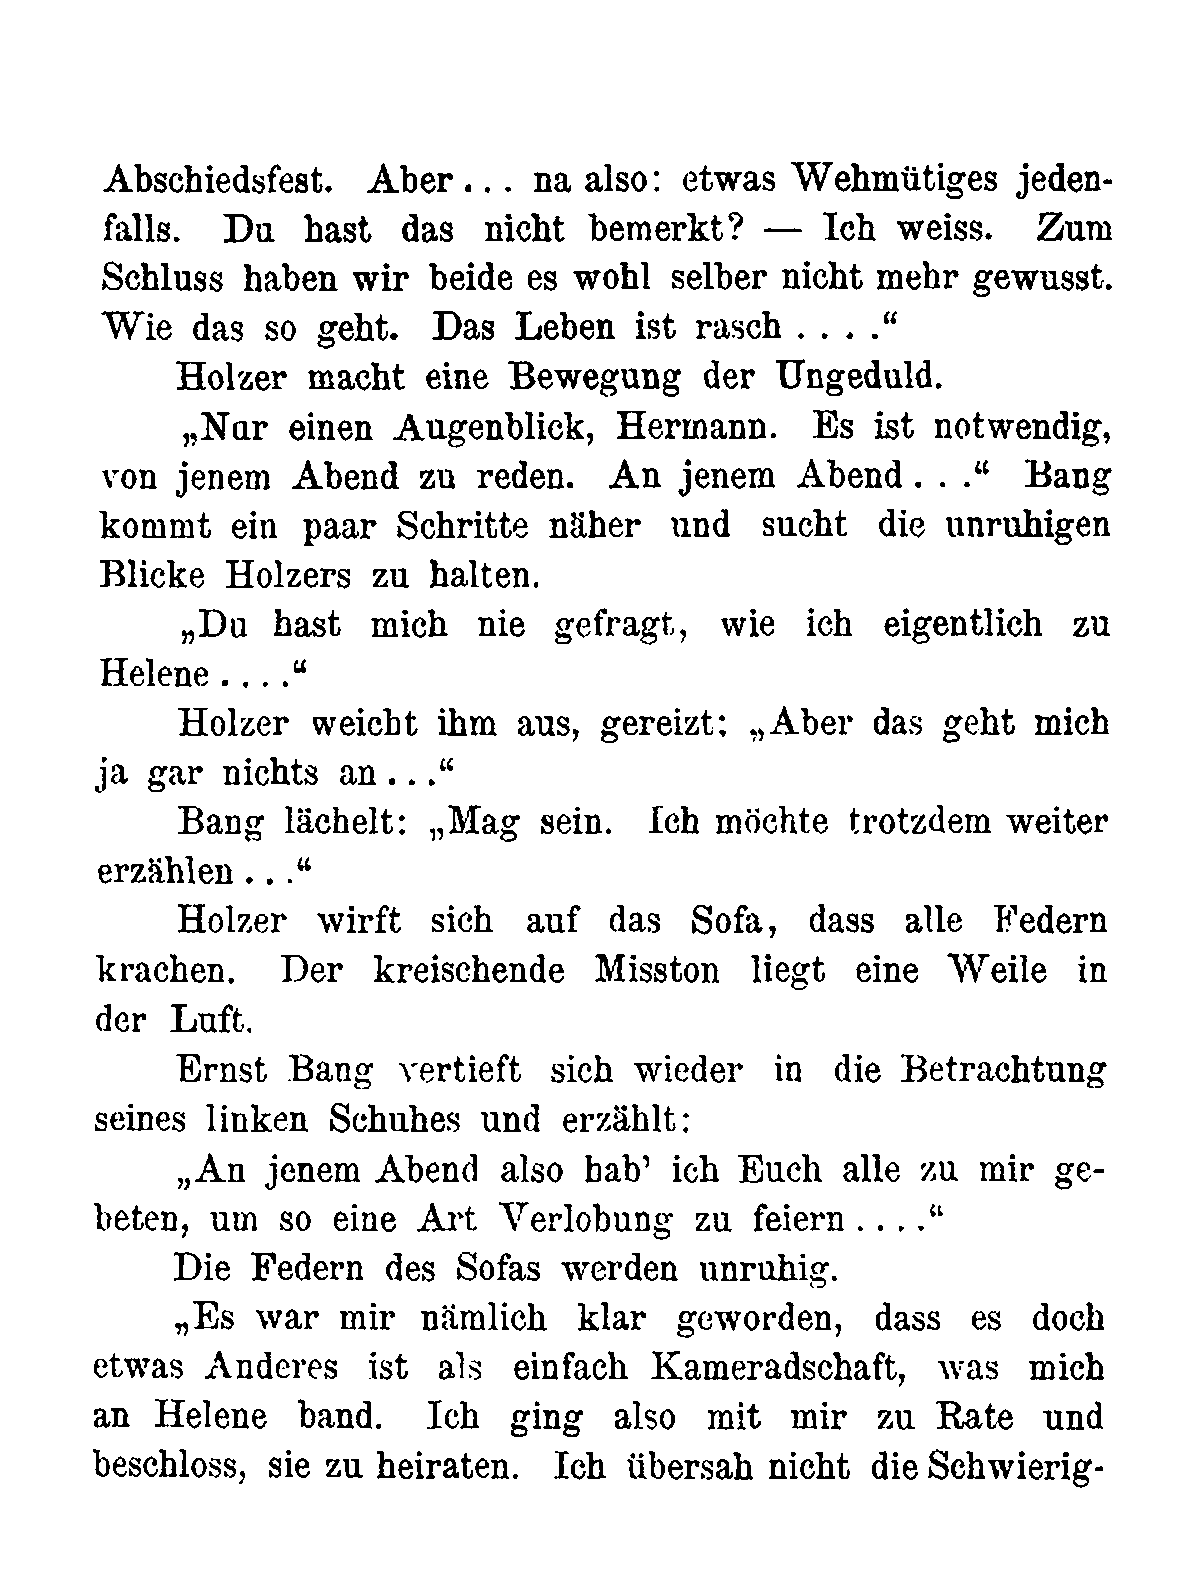 Abschiedsfest. Aber... na also: etwas Wehmütiges jeden-
falls. Du hast das nicht bemerkt? — Ich weiss. Zum
Schluss haben wir beide es wohl selber nicht mehr gewusst.
Wie das so geht. Das Leben ist rasch . . . .“
Holzer macht eine Bewegung der Ungeduld.
„Nur einen Augenblick, Hermann. Es ist notwendig,
von jenem Abend zu reden. An jenem Abend . . .“ Bang
kommt ein paar Schritte näher und sucht die unruhigen
Blicke Holzers zu halten.
„Du hast mich nie gefragt, wie ich eigentlich zu
Helene . . . .“
Holzer weicht ihm aus, gereizt: „Aber das geht mich
ja gar nichts an . . .“
Bang lächelt: „Mag sein. Ich möchte trotzdem weiter
erzählen . . .“
Holzer wirft sich auf das Sofa, dass alle Federn
krachen. Der kreischende Misston liegt eine Weile in
der Luft.
Ernst Bang vertieft sich wieder in die Betrachtung
seines linken Schuhes und erzählt:
„An jenem Abend also hab’ ich Euch alle zu mir ge-
beten, um so eine Art Verlobung zu feiern . . . .“
Die Federn des Sofas werden unruhig.
„Es war mir nämlich klar geworden, dass es doch
etwas Anderes ist als einfach Kameradschaft, was mich
an Helene band. Ich ging also mit mir zu Rate und
beschloss, sie zu heiraten. Ich übersah nicht die Schwierig-